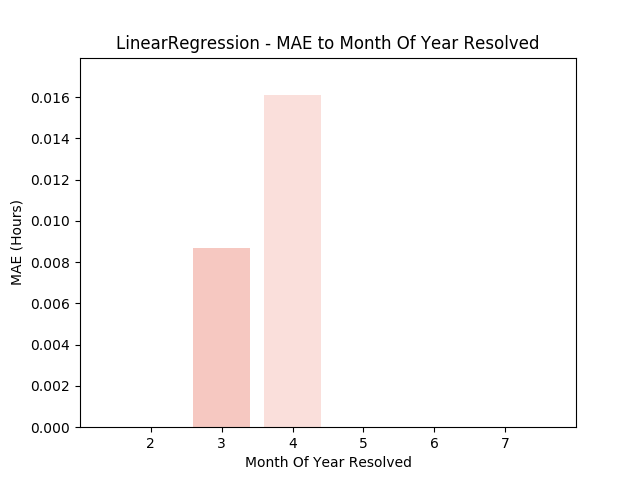 LinearRegression - MAE to Month Of Year Resolved
MAE (Hours)
0.016
0.014
0.012
0.010
0.008
0.006
0.004
0.002
0.000
2 3 4 5 6 7
Month Of Year Resolved